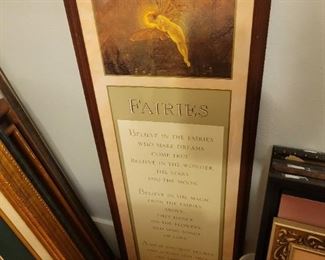 FAIRIES
BELIEVE IN THE FAIRIES
WHO MAKE DREAMS
COME TRUE
BELIEVE IN THE WONDER
THE STARS
AND THE MOON
BELIEVE IN THE MAGIC
FROM THE FAIRIES
ABOVE
THEY DANCE
ON THE FLOWERS
AND SING SONGS
OF LOVE